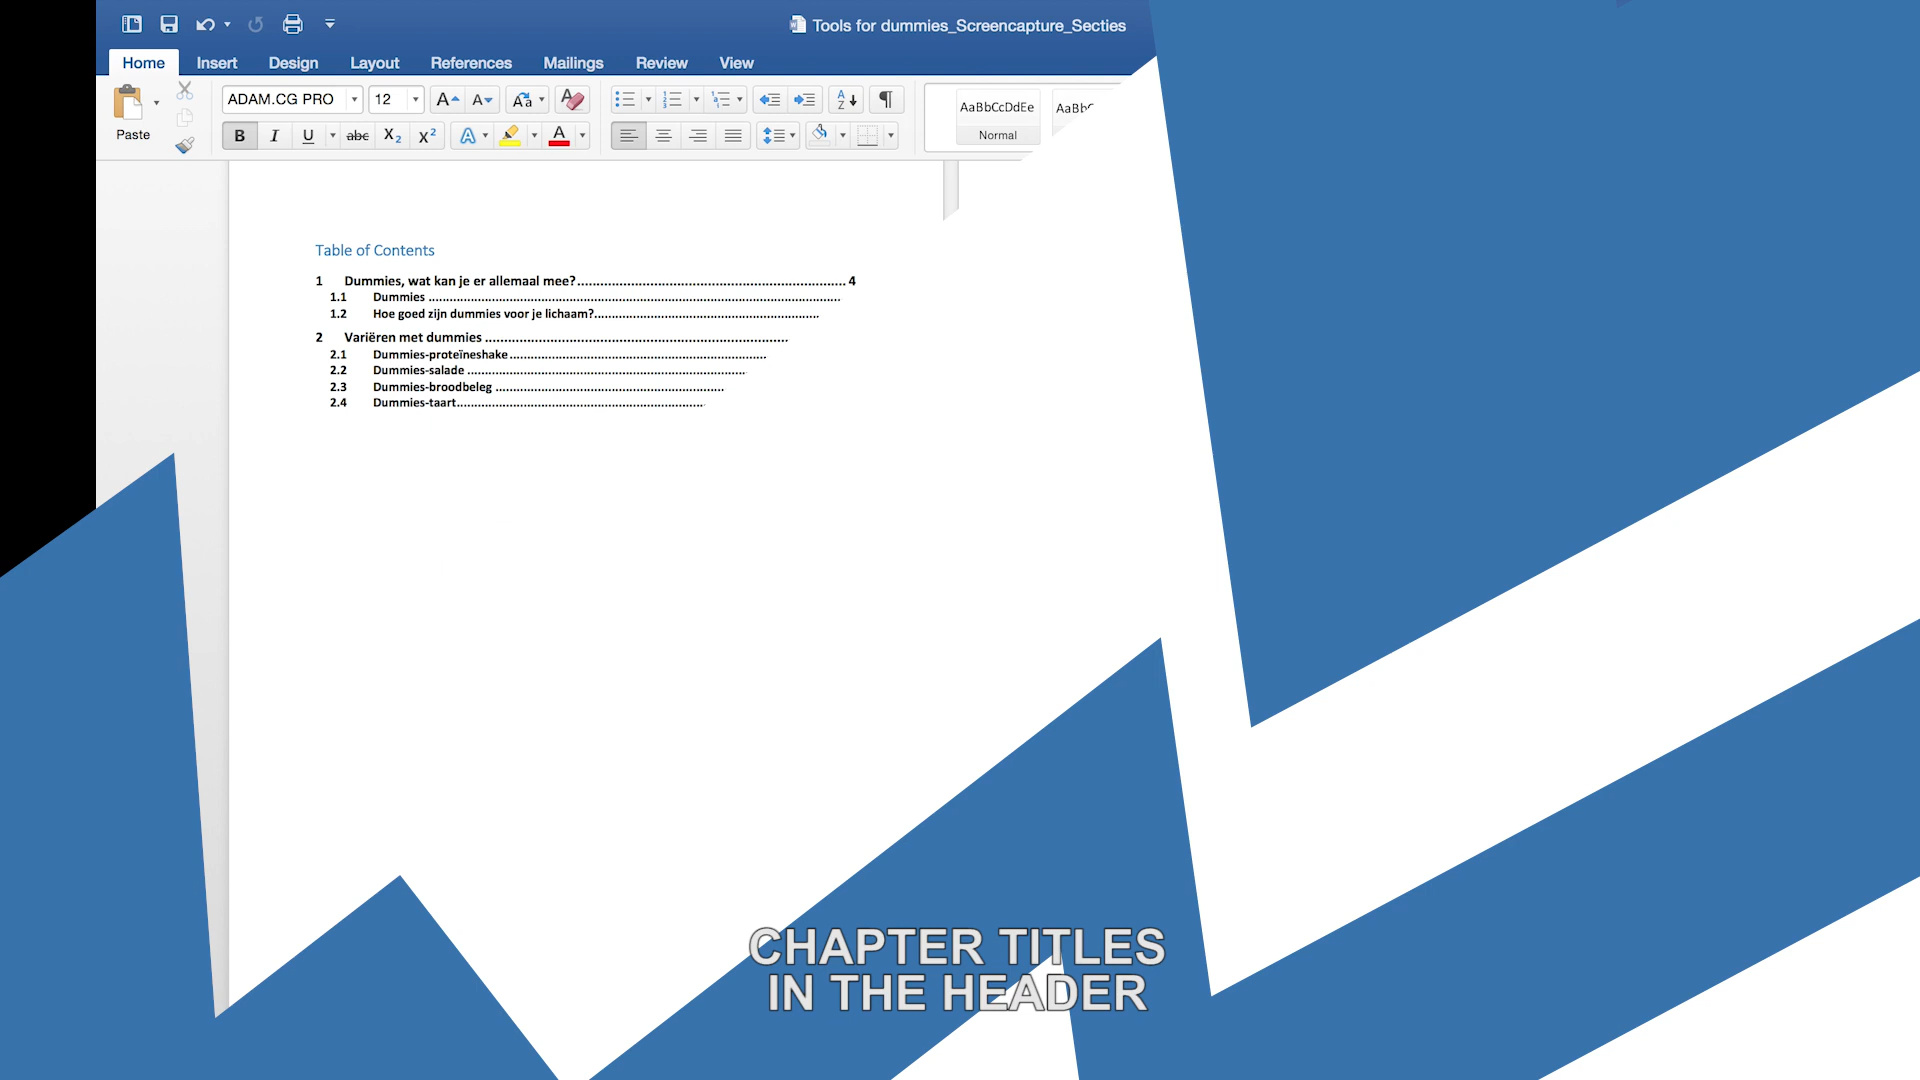 Tools for dummies_Screencapture_Secties
Home Insert Design Layout References Mailings Review View
Paste
ADAM.CG PRO 12
AaBbCcDdEe
Normal
Table of Contents
1 Dummies, wat kan je er allemaal mee? 4
1.1 Dummies
1.2 Hoe goed zijn dummies voor je lichaam?
2 Variëren met dummies
2.1 Dummies-proteïneshake
2.2 Dummies-salade
2.3 Dummies-broodbeleg
2.4 Dummies-taart
CHAPTER TITLES
IN THE HEADER